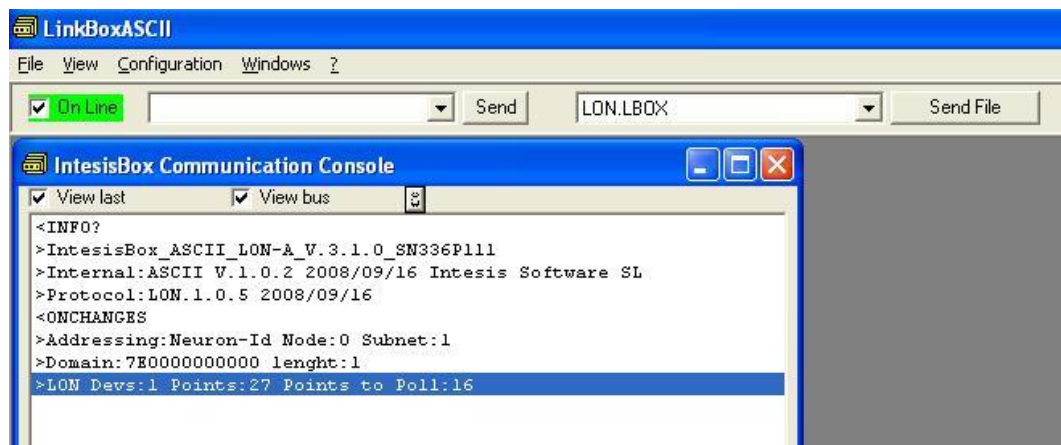 LinkBoxASCII
File View Configuration Windows ?
On Line Send LON.LBOX Send File
IntesisBox Communication Console
View last View bus
<INFO?
>IntesisBox_ASCII_LON-A_V.3.1.0_SN336P111
>Internal:ASCII V.1.0.2 2008/09/16 Intesis Software SL
>Protocol:LON.1.0.5 2008/09/16
<ONCHANGES
>Addressing:Neuron-Id Node:0 Subnet:1
>Domain:7E0000000000 lenght:1
>LON Devs:1 Points:27 Points to Poll:16